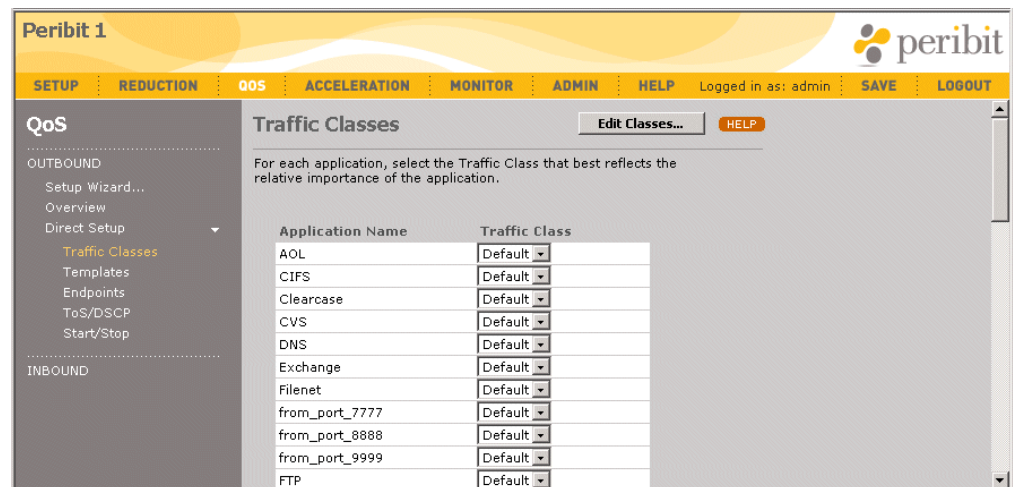 Peribit 1
peribit
SETUP REDUCTION QOS ACCELERATION MONITOR ADMIN HELP Logged in as: admin SAVE LOGOUT
QoS
OUTBOUND
Setup Wizard...
Overview
Direct Setup
Traffic Classes
Templates
Endpoints
ToS/DSCP
Start/Stop
INBOUND
Traffic Classes Edit Classes... HELP
For each application, select the Traffic Class that best reflects the
relative importance of the application.
Application Name Traffic Class
AOL Default
CIFS Default
Clearcase Default
CVS Default
DNS Default
Exchange Default
Filenet Default
from_port_7777 Default
from_port_8888 Default
from_port_9999 Default
FTP Default